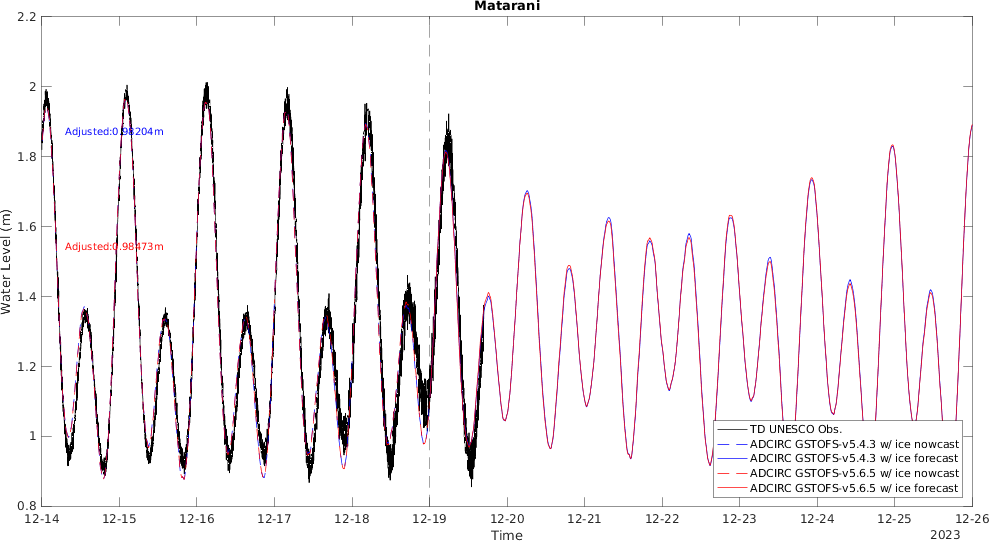 Matarani
2.2
2
1.8
1.6
1.4
1.2
1
0.8
Water Level (m)
Adjusted:0.98204m
Adjusted:0.98473m
TD UNESCO Obs.
ADCIRC GSTOFS-v5.4.3 w/ ice nowcast
ADCIRC GSTOFS-v5.4.3 w/ ice forecast
ADCIRC GSTOFS-v5.6.5 w/ ice nowcast
ADCIRC GSTOFS-v5.6.5 w/ ice forecast
12-14 12-15 12-16 12-17 12-18 12-19 12-20 12-21 12-22 12-23 12-24 12-25 12-26
Time
2023